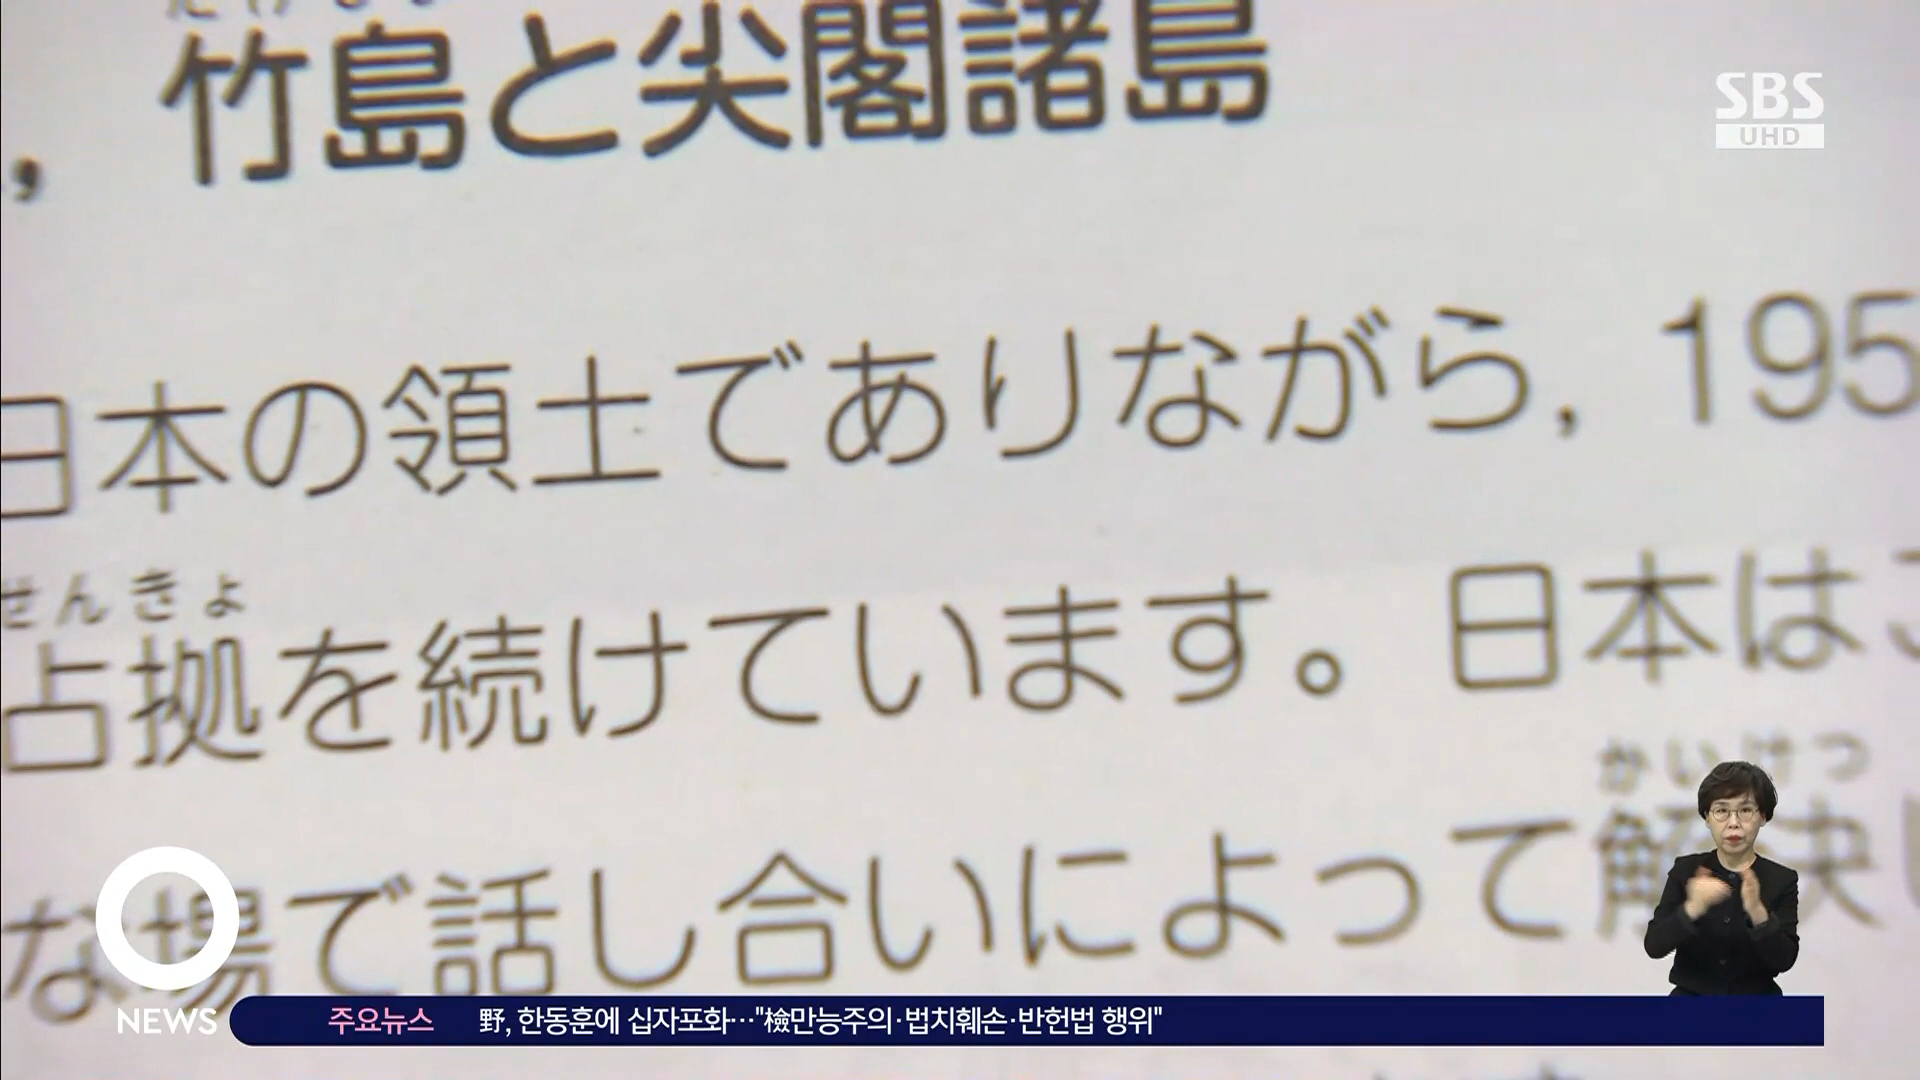 竹島と尖閣諸島
SBS
UHD
日本の領土でありながら, 195
せんきょ
占拠を続けています。日本は
かいけつ
な場で話し合いによって解決
NEWS
주요뉴스 野, 한동훈에 십자포화…"檢만능주의·법치훼손·반헌법 행위"